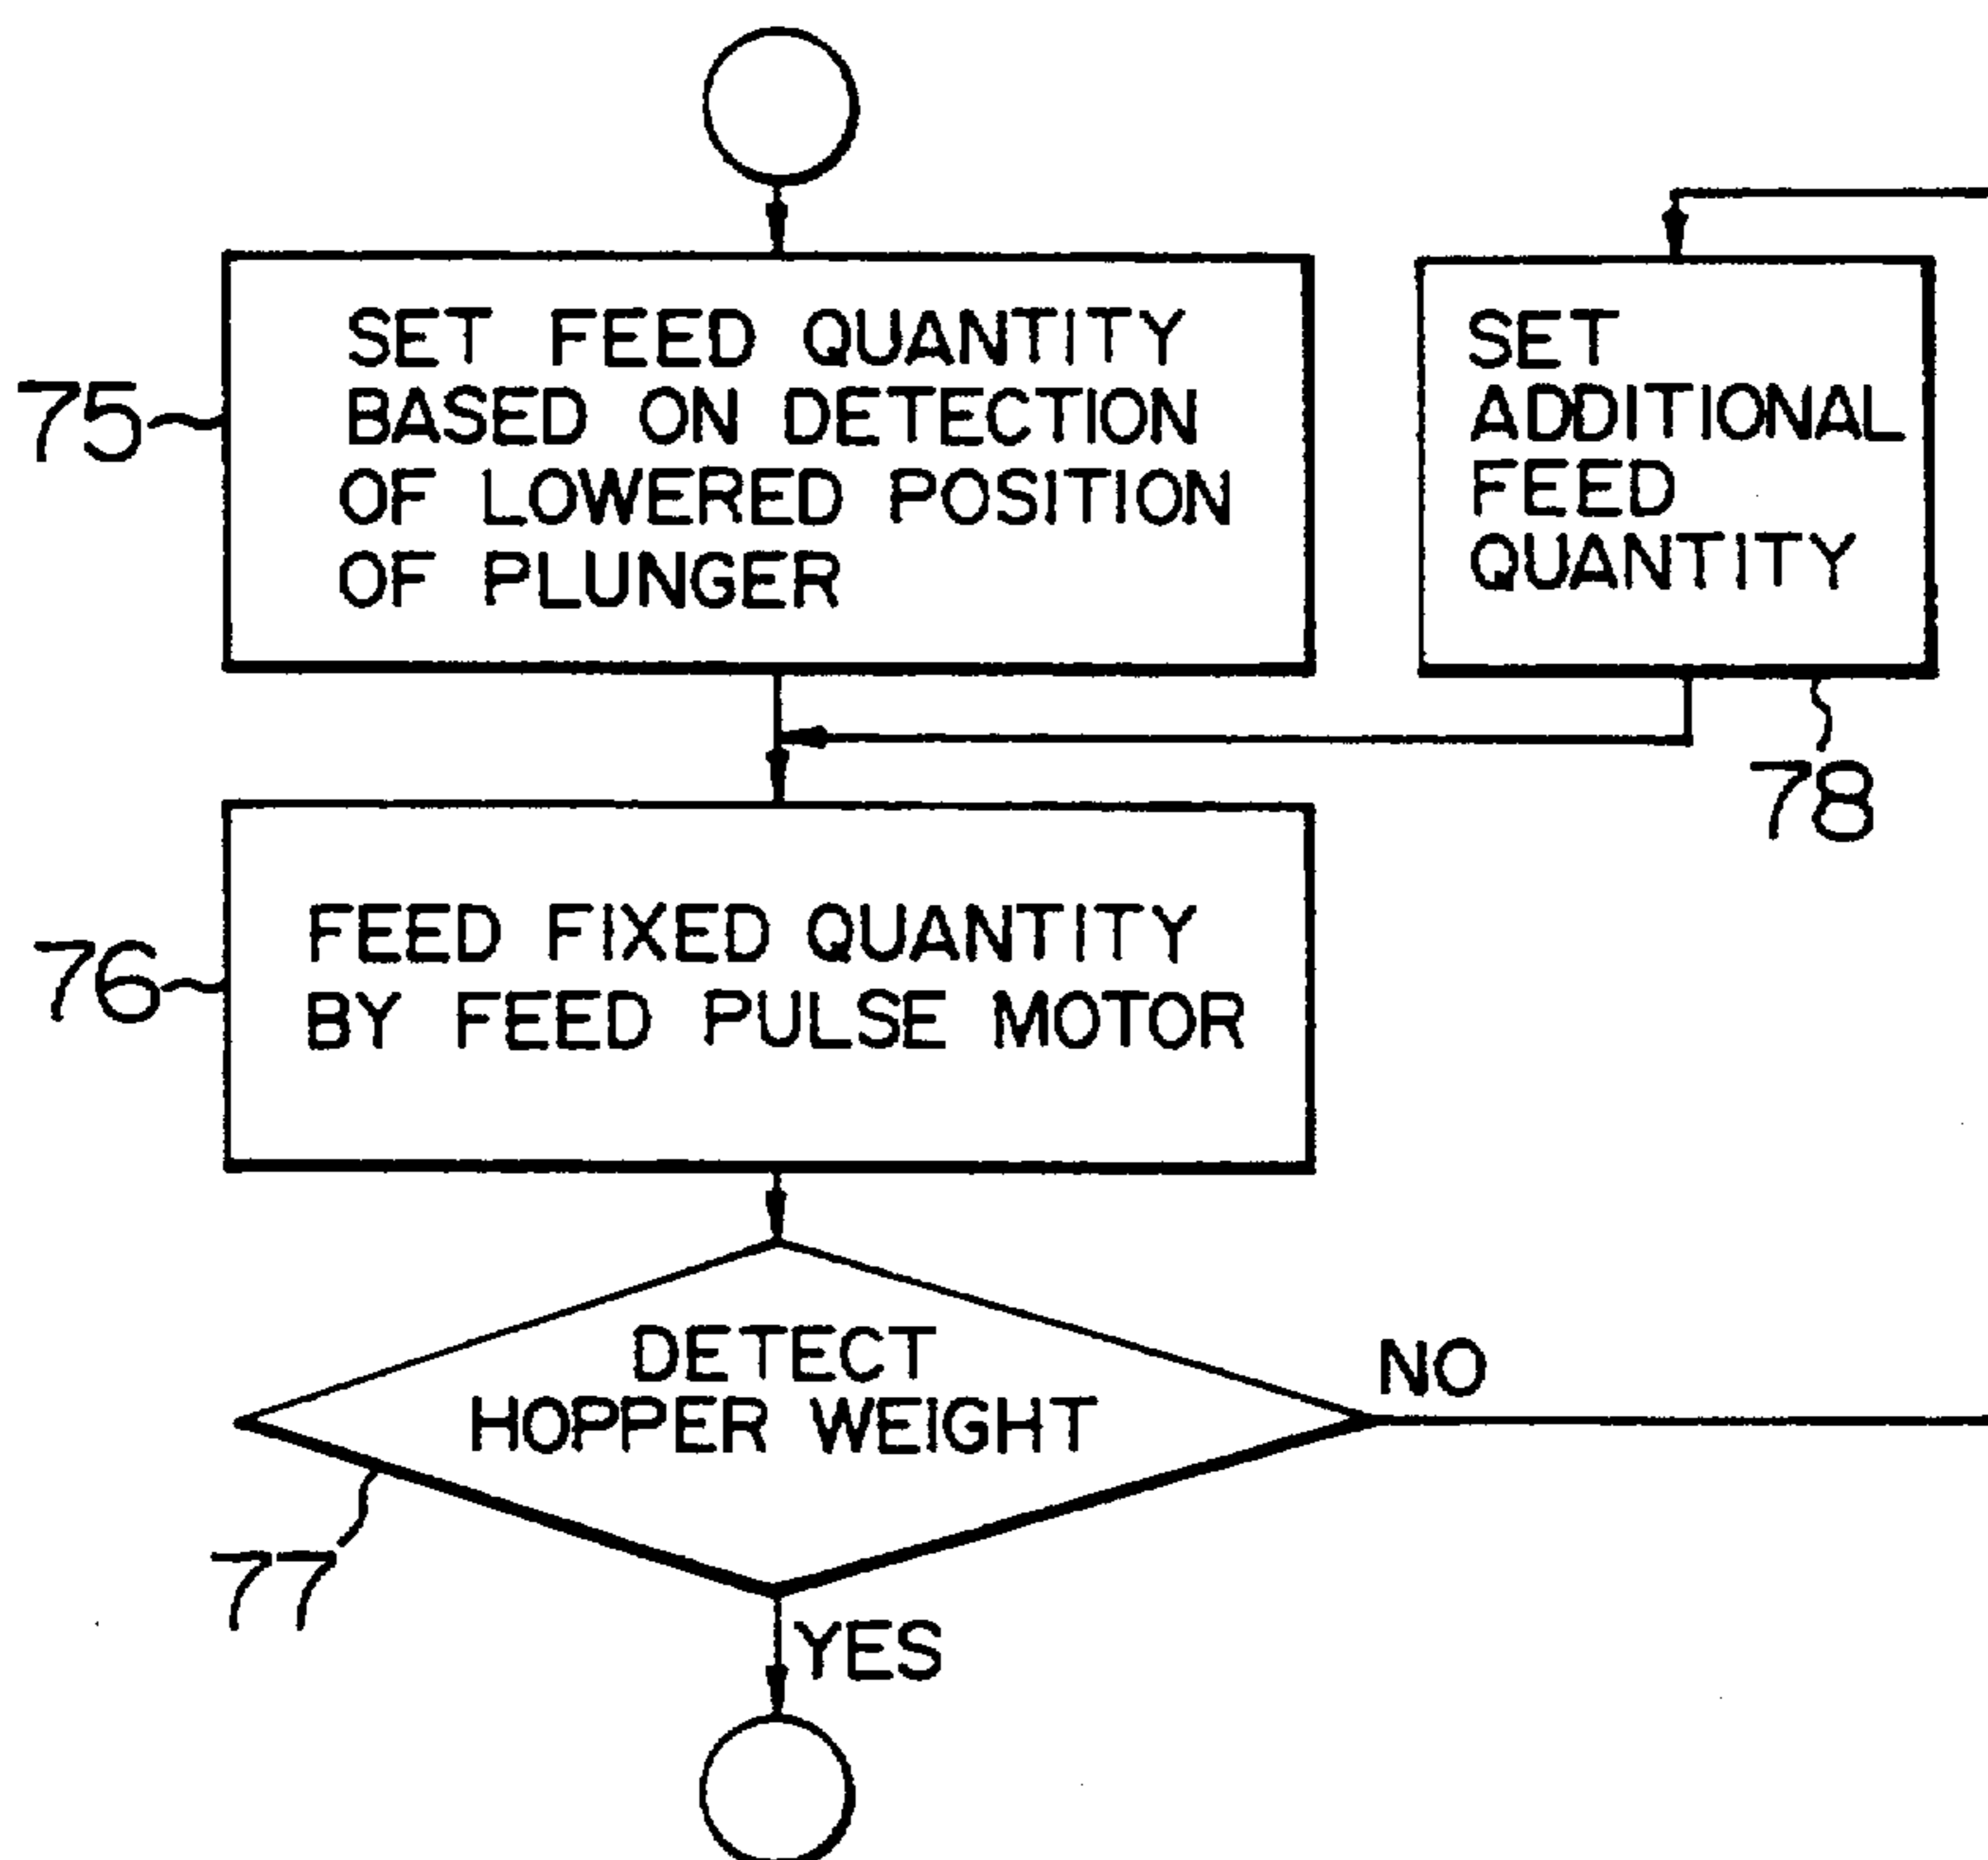 75
SET FEED QUANTITY
BASED ON DETECTION
OF LOWERED POSITION
OF PLUNGER
SET
ADDITIONAL
FEED
QUANTITY
78
76
FEED FIXED QUANTITY
BY FEED PULSE MOTOR
DETECT
HOPPER WEIGHT
NO
77
YES